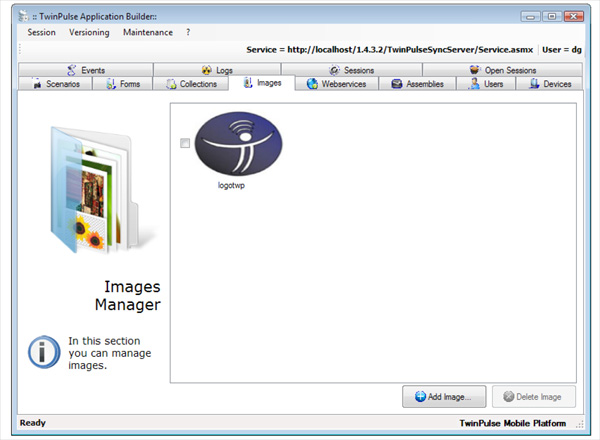 :: TwinPulse Application Builder::
Session Versioning Maintenance ?
Service = http://localhost/1.4.3.2/TwinPulseSyncServer/Service.asmx User = dg
Events Logs Sessions Open Sessions
Scenarios Forms Collections Images Webservices Assemblies Users Devices
logotwp
Images
Manager
In this section
you can manage
images.
Add Image... Delete Image
Ready TwinPulse Mobile Platform